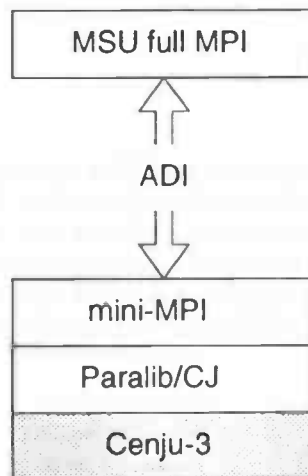 MSU full MPI
ADI
mini-MPI
Paralib/CJ
Cenju-3